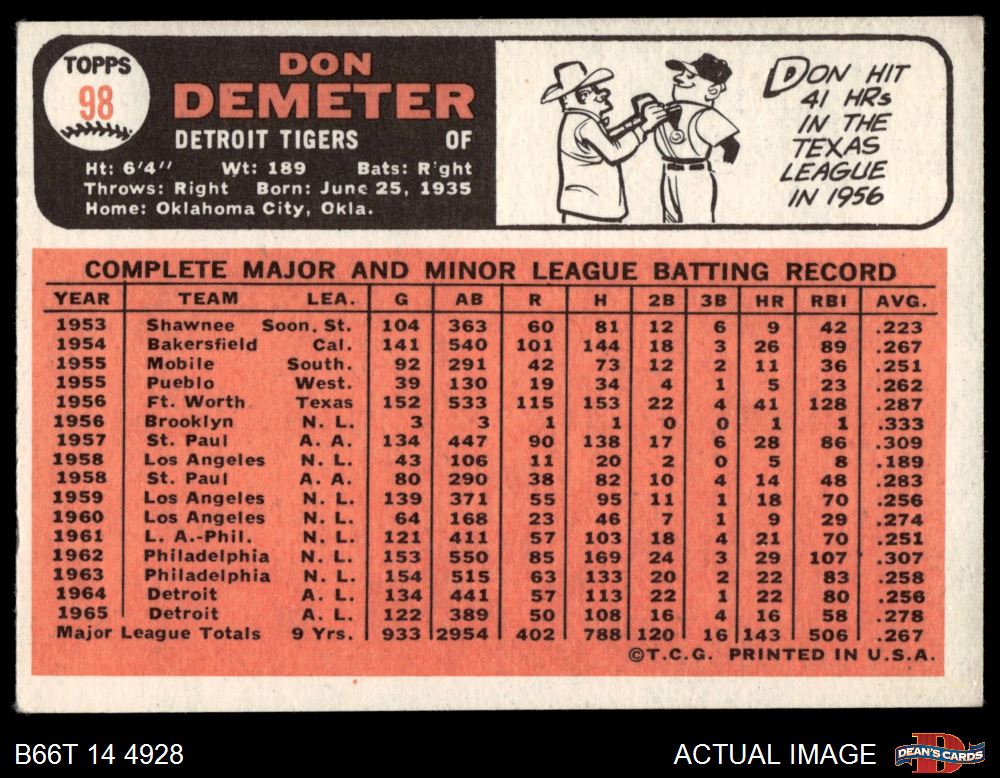 TOPPS
98
DON
DEMETER
DETROIT TIGERS OF
Ht: 6'4" Wt: 189 Bats: Right
Throws: Right Born: June 25, 1935
Home: Oklahoma City, Okla.
DON HIT
41 HRs
IN THE
TEXAS
LEAGUE
IN 1956
COMPLETE MAJOR AND MINOR LEAGUE BATTING RECORD
YEAR TEAM LEA. G AB R H 2B 3B HR RBI AVG.
1953 Shawnee Soon. St. 104 363 60 81 12 6 9 42 .223
1954 Bakersfield Cal. 141 540 101 144 18 3 26 89 .267
1955 Mobile South. 92 291 42 73 12 2 11 36 .251
1955 Pueblo West. 39 130 19 34 4 1 5 23 .262
1956 Ft. Worth Texas 152 533 115 153 22 4 41 128 .287
1956 Brooklyn N. L. 3 3 1 1 0 0 1 1 .333
1957 St. Paul A. A. 134 447 90 138 17 6 28 86 .309
1958 Los Angeles N. L. 43 106 11 20 2 0 5 8 .189
1958 St. Paul A. A. 80 290 38 82 10 4 14 48 .283
1959 Los Angeles N. L. 139 371 55 95 11 1 18 70 .256
1960 Los Angeles N. L. 64 168 23 46 7 1 9 29 .274
1961 L. A.-Phil. N. L. 121 411 57 103 18 4 21 70 .251
1962 Philadelphia N. L. 153 550 85 169 24 3 29 107 .307
1963 Philadelphia N. L. 154 515 63 133 20 2 22 83 .258
1964 Detroit A. L. 134 441 57 113 22 1 22 80 .256
1965 Detroit A. L. 122 389 50 108 16 4 16 58 .278
Major League Totals 9 Yrs. 933 2954 402 788 120 16 143 506 .267
©T.C.G. PRINTED IN U.S.A.
B66T 14 4928
ACTUAL IMAGE
DEAN'S CARDS